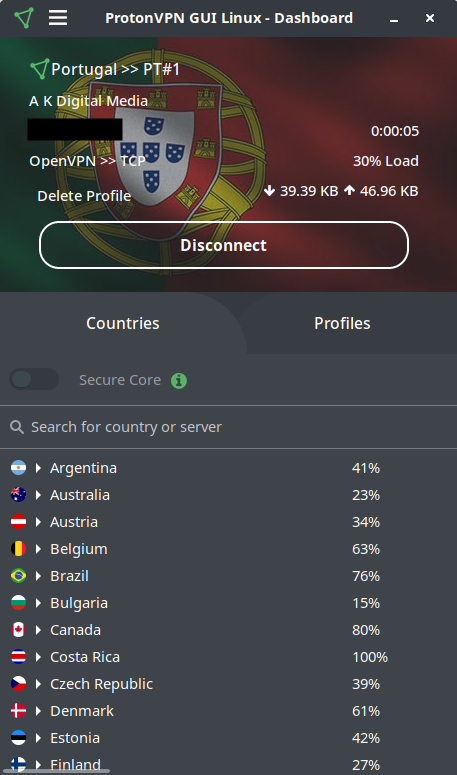 ProtonVPN GUI Linux - Dashboard
Portugal >> PT#1
A K Digital Media
0:00:05
OpenVPN >> TCP 30% Load
Delete Profile 39.39 KB 46.96 KB
Disconnect
Countries Profiles
Secure Core
Search for country or server
Argentina 41%
Australia 23%
Austria 34%
Belgium 63%
Brazil 76%
Bulgaria 15%
Canada 80%
Costa Rica 100%
Czech Republic 39%
Denmark 61%
Estonia 42%
Finland 27%